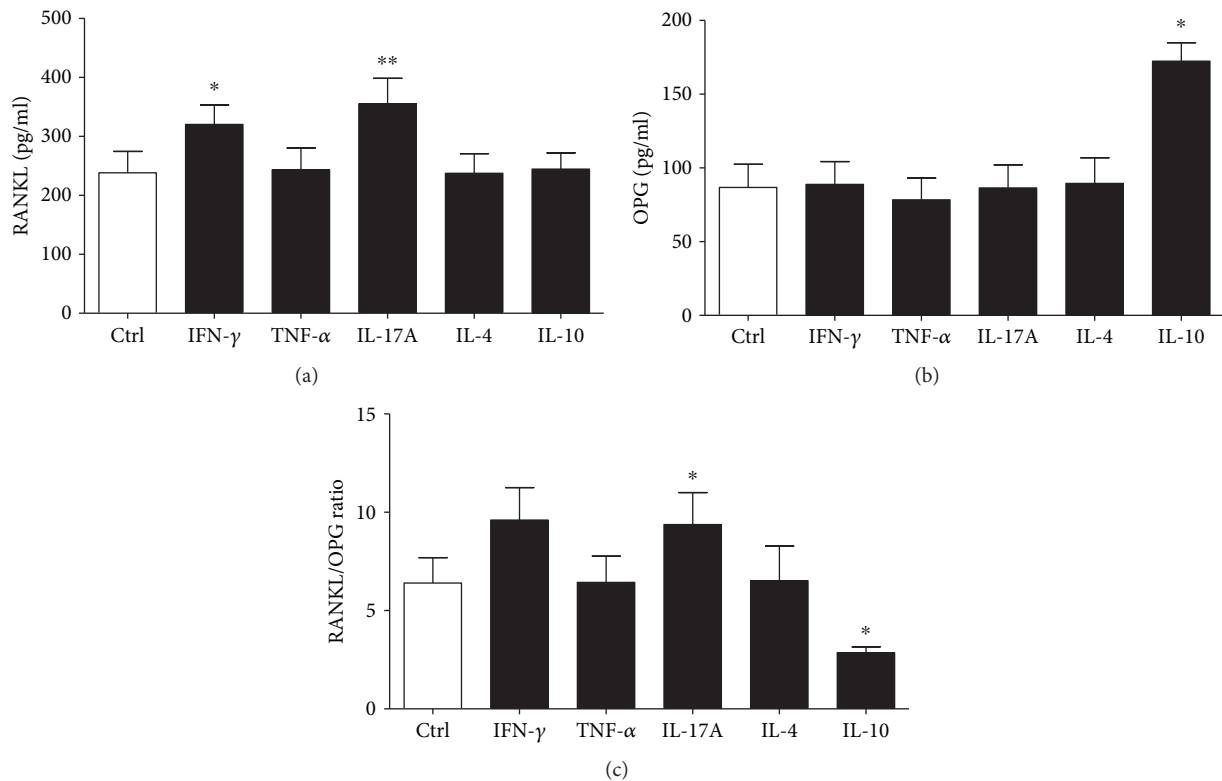 500
400
300
200
100
0
RANKL (pg/ml)
*
**
Ctrl IFN-γ TNF-α IL-17A IL-4 IL-10
(a)
200
150
100
50
0
OPG (pg/ml)
*
Ctrl IFN-γ TNF-α IL-17A IL-4 IL-10
(b)
15
10
5
0
RANKL/OPG ratio
*
*
Ctrl IFN-γ TNF-α IL-17A IL-4 IL-10
(c)